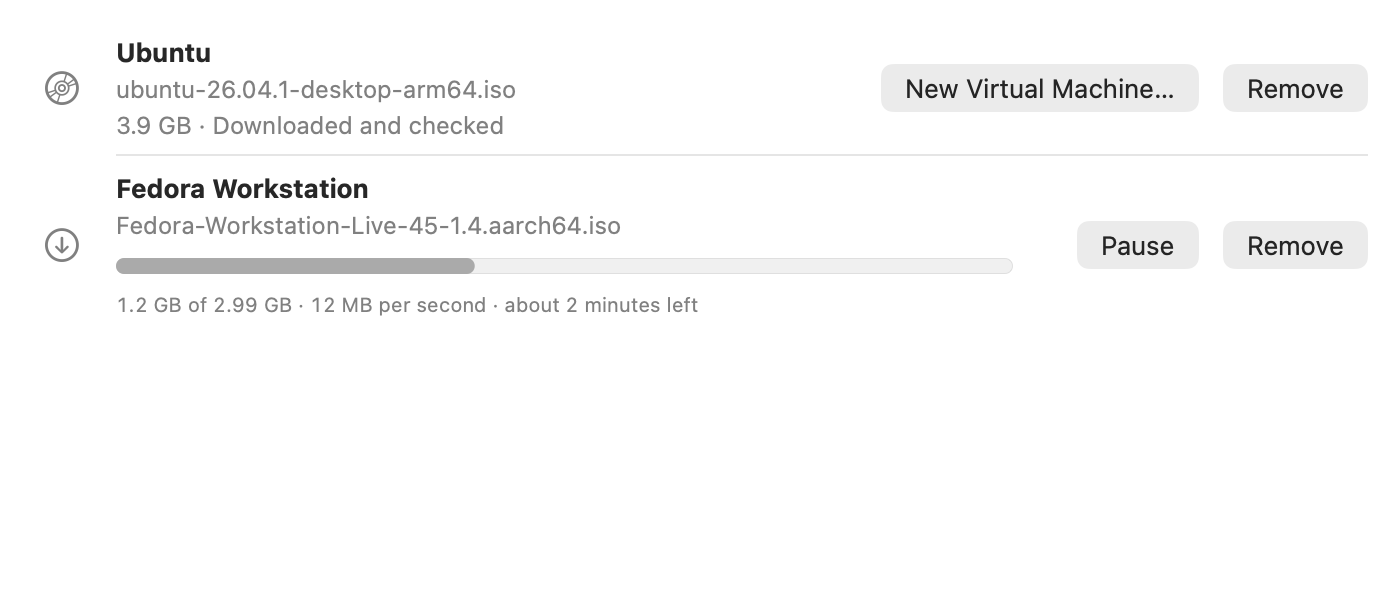 Ubuntu
ubuntu-26.04.1-desktop-arm64.iso
3.9 GB · Downloaded and checked
New Virtual Machine...
Remove
Fedora Workstation
Fedora-Workstation-Live-45-1.4.aarch64.iso
1.2 GB of 2.99 GB · 12 MB per second · about 2 minutes left
Pause
Remove